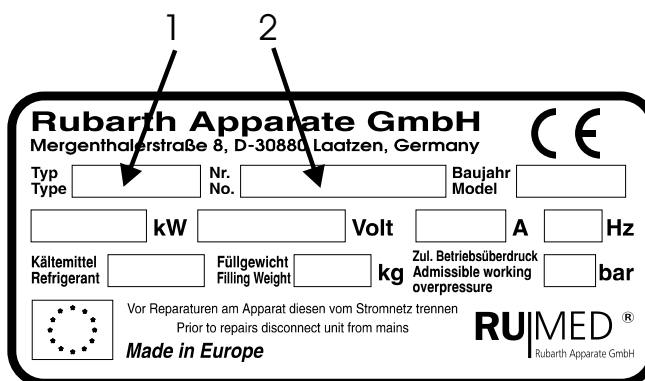 1 2
Rubarth Apparate GmbH
Mergenthalerstraße 8, D-30880 Laatzen, Germany
CE
Typ Nr. Baujahr
Type No. Model
kW Volt A Hz
Kältemittel Füllgewicht kg Zul. Betriebsüberdruck bar
Refrigerant Filling Weight Admissible working
overpressure
Vor Reparaturen am Apparat diesen vom Stromnetz trennen
Prior to repairs disconnect unit from mains
Made in Europe
RUMED ®
Rubarth Apparate GmbH